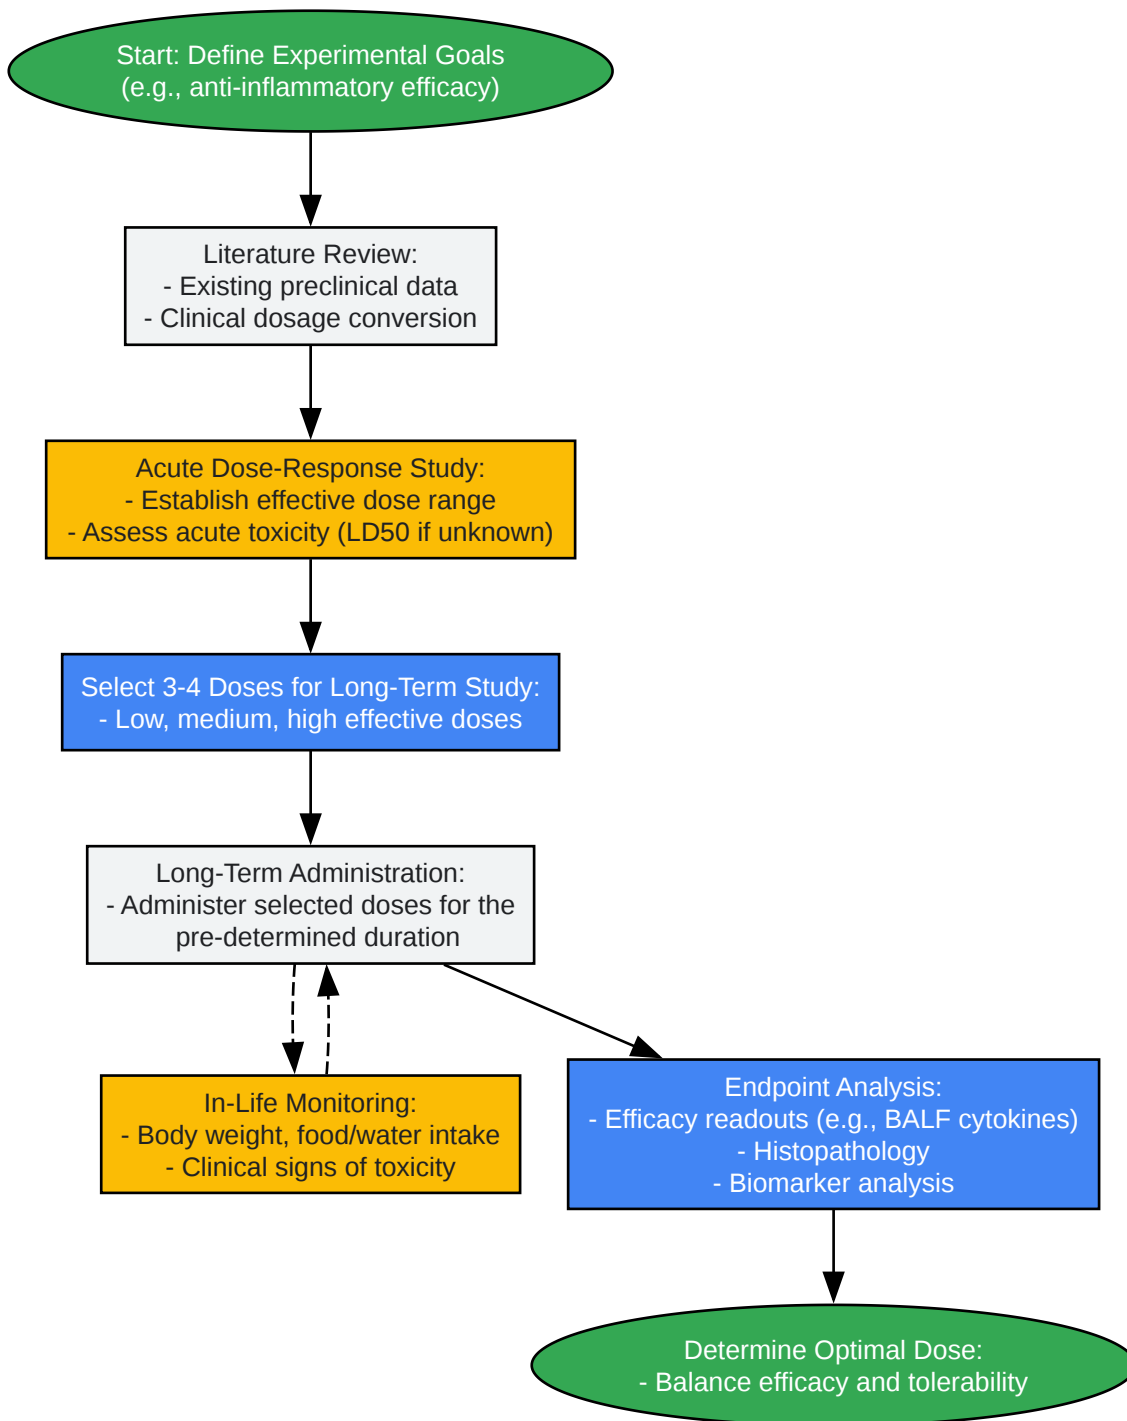 Start: Define Experimental Goals
(e.g., anti-inflammatory efficacy)
Literature Review:
- Existing preclinical data
- Clinical dosage conversion
Acute Dose-Response Study:
- Establish effective dose range
- Assess acute toxicity (LD50 if unknown)
Select 3-4 Doses for Long-Term Study:
- Low, medium, high effective doses
Long-Term Administration:
- Administer selected doses for the
pre-determined duration
In-Life Monitoring:
- Body weight, food/water intake
- Clinical signs of toxicity
Endpoint Analysis:
- Efficacy readouts (e.g., BALF cytokines)
- Histopathology
- Biomarker analysis
Determine Optimal Dose:
- Balance efficacy and tolerability